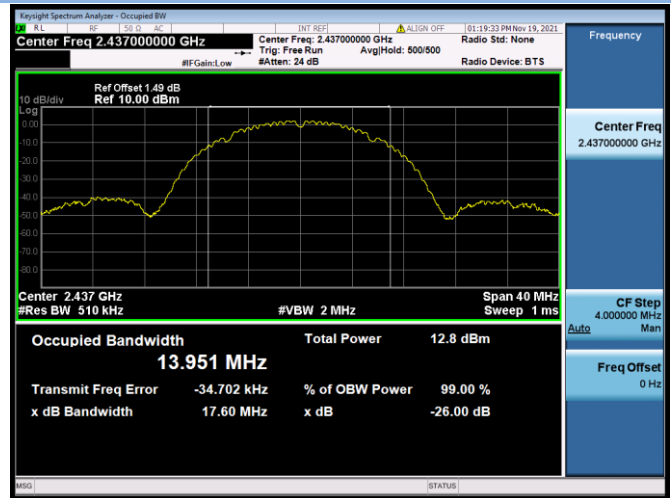 Keysight Spectrum Analyzer - Occupied BW
RL RF 50 Ω AC INT REF ALIGN OFF 01:19:33 PM Nov 19, 2021
Center Freq 2.437000000 GHz
Center Freq: 2.437000000 GHz
Radio Std: None
Trig: Free Run Avg|Hold: 500/500
#IFGain:Low #Atten: 24 dB Radio Device: BTS
Frequency
Ref Offset 1.49 dB
10 dB/div Ref 10.00 dBm
Log
0.00
-10.0
-20.0
-30.0
-40.0
-50.0
-60.0
-70.0
-80.0
Center 2.437 GHz Span 40 MHz
#Res BW 510 kHz #VBW 2 MHz Sweep 1 ms
Occupied Bandwidth Total Power 12.8 dBm
13.951 MHz
Transmit Freq Error -34.702 kHz % of OBW Power 99.00 %
x dB Bandwidth 17.60 MHz x dB -26.00 dB
Center Freq
2.437000000 GHz
CF Step
4.000000 MHz
Auto Man
Freq Offset
0 Hz
MSG STATUS